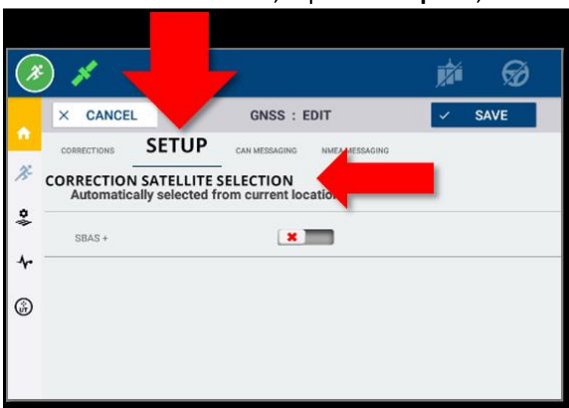 CANCEL
GNSS : EDIT
SAVE
CORRECTIONS
SETUP
CAN MESSAGING
NMEA MESSAGING
CORRECTION SATELLITE SELECTION
Automatically selected from current location
SBAS +
UT